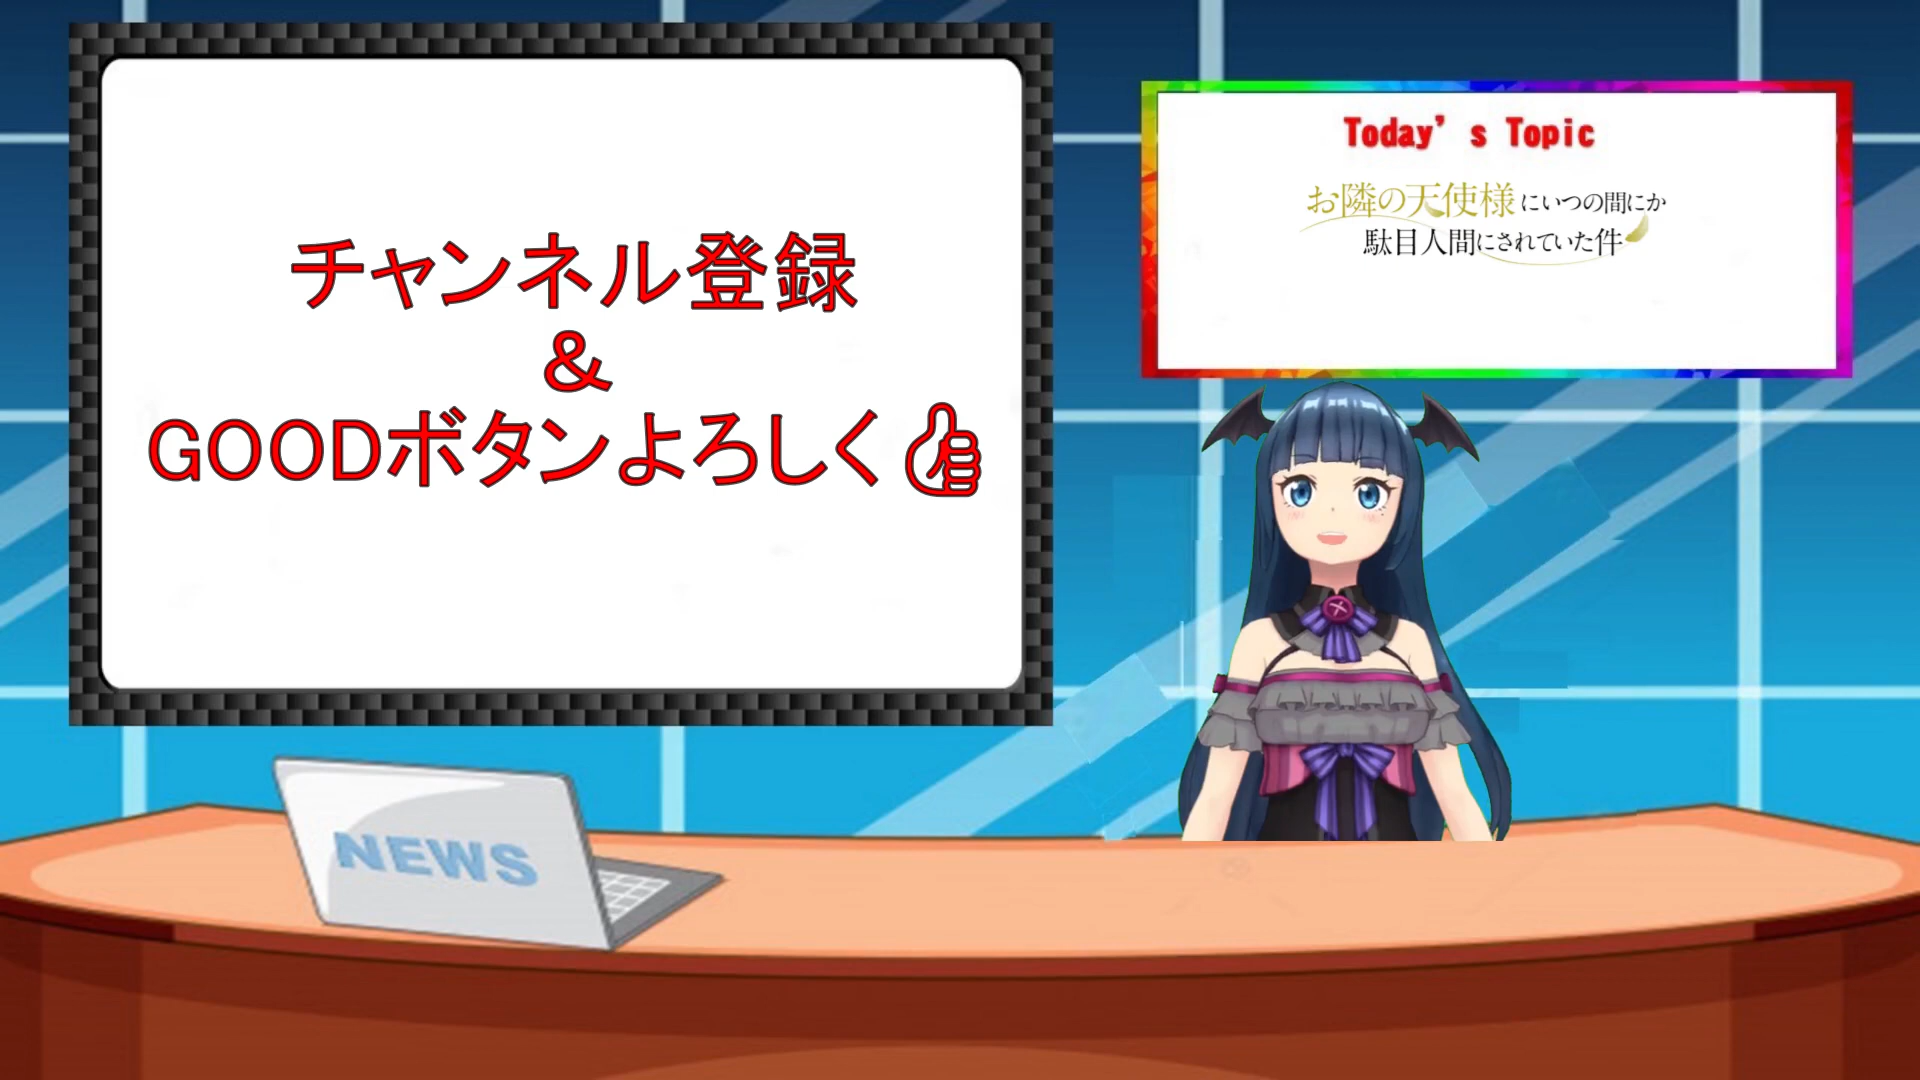 チャンネル登録
&
GOODボタンよろしく👍
Today's Topic
お隣の天使様にいつの間にか
駄目人間にされていた件
NEWS